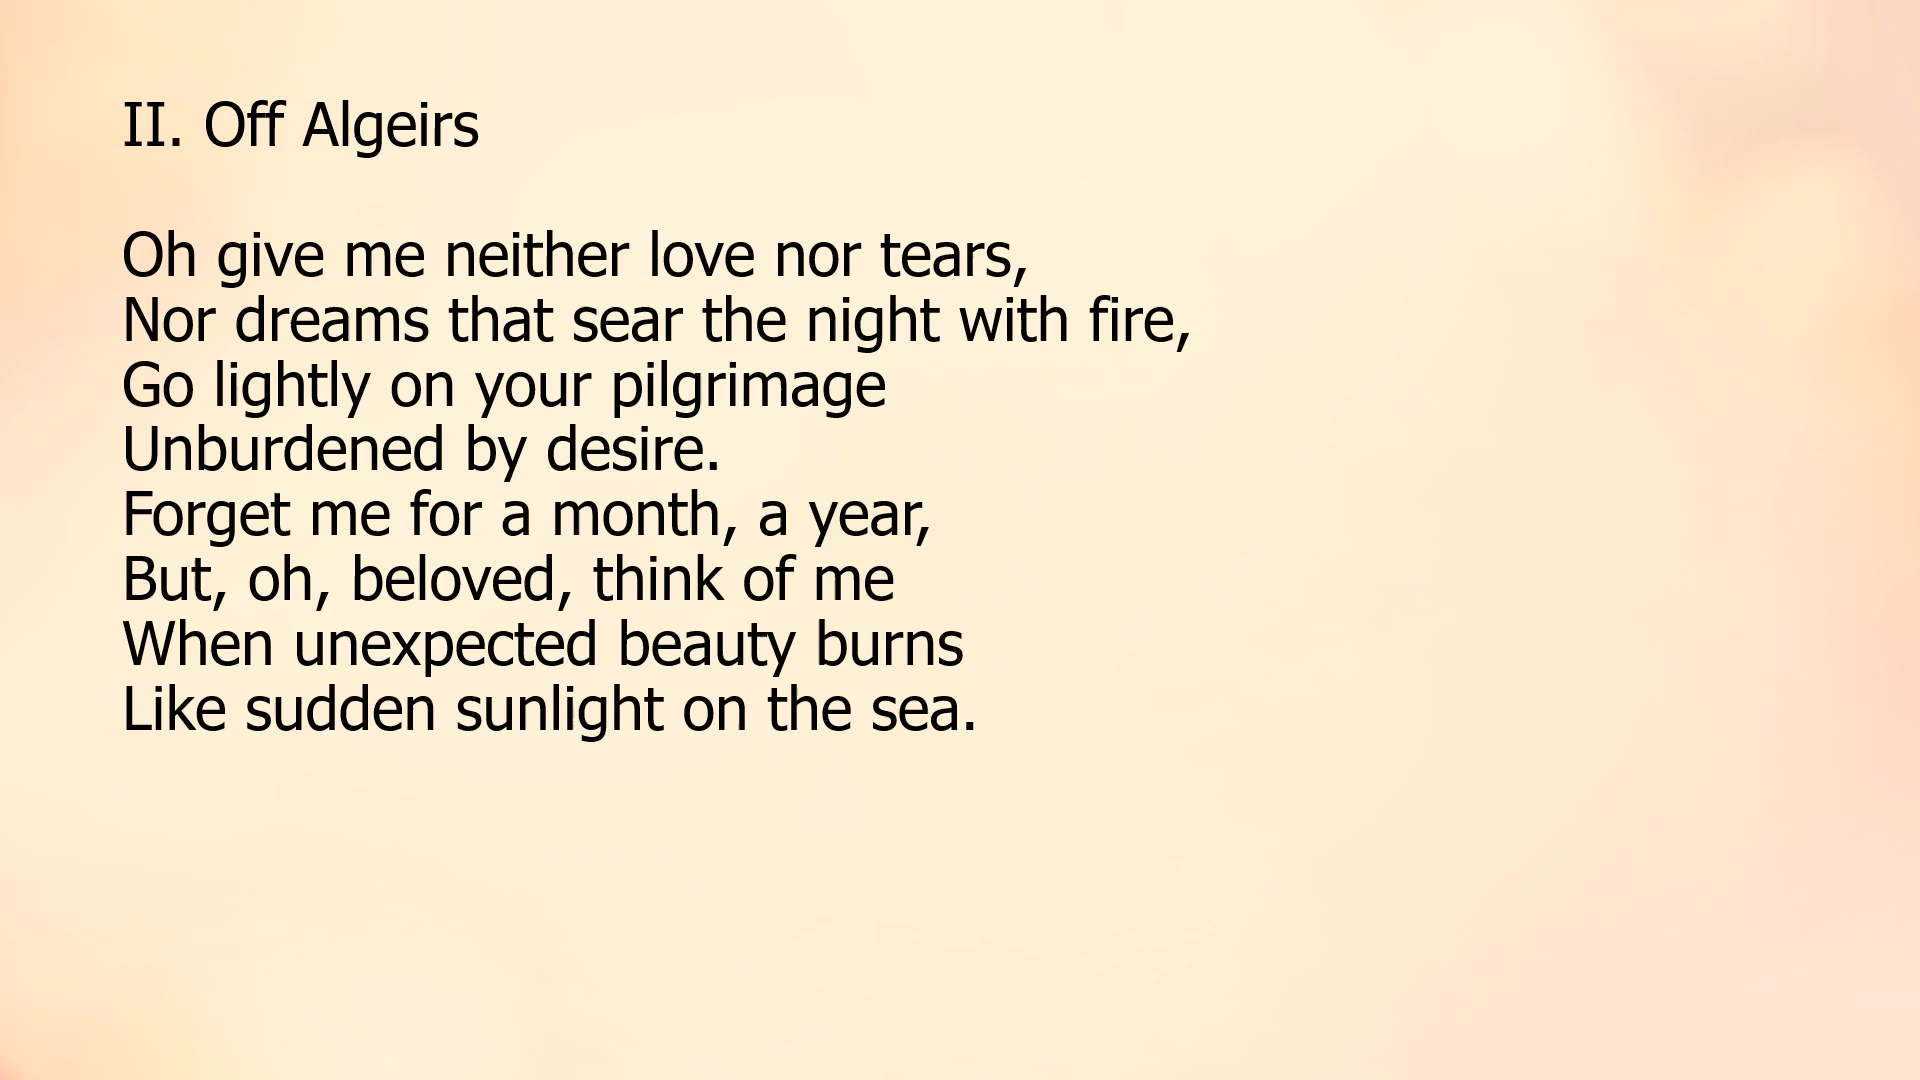 II. Off Algeirs
Oh give me neither love nor tears,
Nor dreams that sear the night with fire,
Go lightly on your pilgrimage
Unburdened by desire.
Forget me for a month, a year,
But, oh, beloved, think of me
When unexpected beauty burns
Like sudden sunlight on the sea.